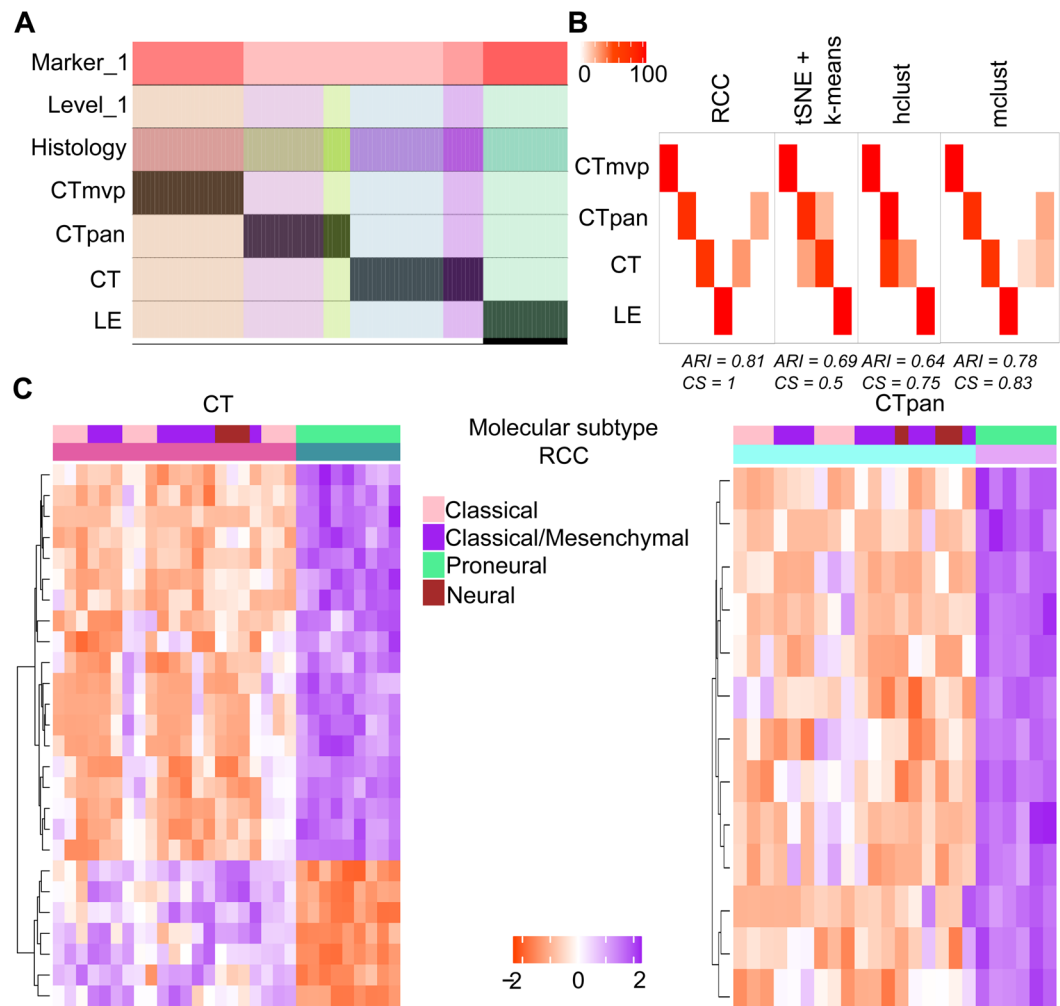 A
Marker_1
Level_1
Histology
CTmvp
CTpan
CT
LE
B
0 100
RCC
tSNE +
k-means
hclust
mclust
CTmvp
CTpan
CT
LE
ARI = 0.81
CS = 1
ARI = 0.69
CS = 0.5
ARI = 0.64
CS = 0.75
ARI = 0.78
CS = 0.83
C
CT
Molecular subtype
RCC
Classical
Classical/Mesenchymal
Proneural
Neural
−2 0 2
CTpan